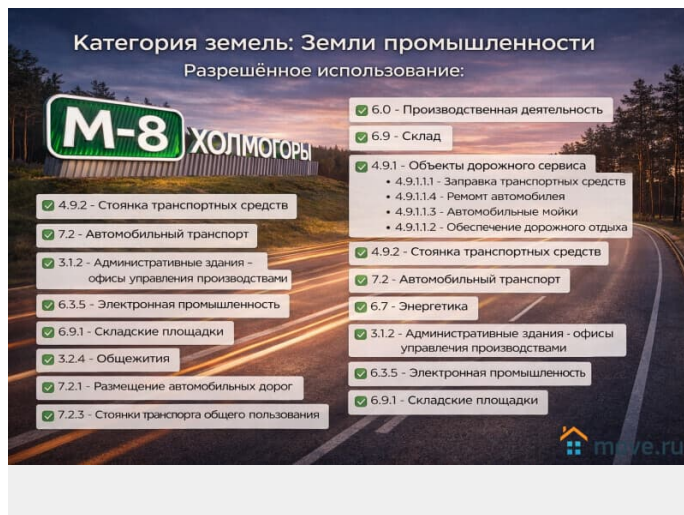 Категория земель: Земли промышленности
Разрешённое использование:
М-8 ХОЛМОГОРЫ
4.9.2 - Стоянка транспортных средств
7.2 - Автомобильный транспорт
3.1.2 - Административные здания –
офисы управления производствами
6.3.5 - Электронная промышленность
6.9.1 - Складские площадки
3.2.4 - Общежития
7.2.1 - Размещение автомобильных дорог
7.2.3 - Стоянки транспорта общего пользования
6.0 - Производственная деятельность
6.9 - Склад
4.9.1 - Объекты дорожного сервиса
• 4.9.1.1.1 - Заправка транспортных средств
• 4.9.1.1.4 - Ремомт автомобилея
• 4.9.1.1.3 - Автомобильные мойки
• 4.9.1.1.2 - Обеспечение дорожного отдыха
4.9.2 - Стоянка транспортных средств
7.2 - Автомобильный транспорт
6.7 - Энергетика
3.1.2 - Административные здания - офисы
управления производствами
6.3.5 - Электронная промышленость
6.9.1 - Складские площадки
move.ru